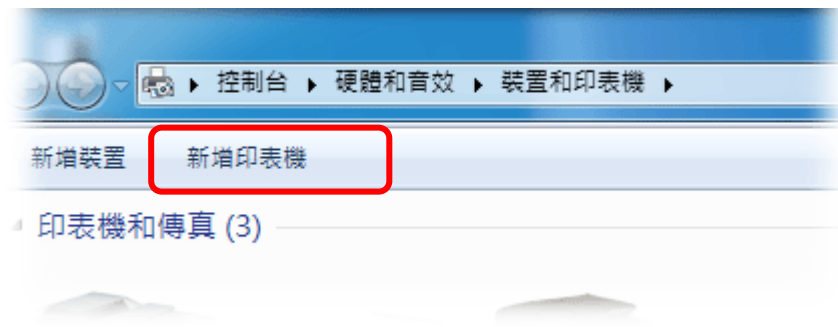 控制台 ▸ 硬體和音效 ▸ 裝置和印表機 ▸
新增裝置 新增印表機
印表機和傳真 (3)